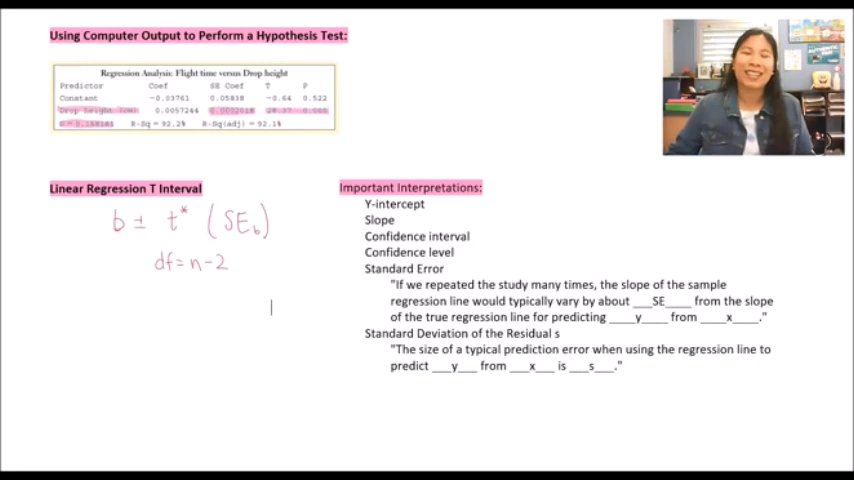 Using Computer Output to Perform a Hypothesis Test:
Regression Analysis: Flight time versus Drop height
Predictor Coef SE Coef T P
Constant -0.03761 0.05838 -0.64 0.522
Drop height (cm) 0.0057244
R-Sq = 92.2% R-Sq(adj) = 92.1%
Linear Regression T Interval
b ± t* (SE_b)
df = n - 2
Important Interpretations:
Y-intercept
Slope
Confidence interval
Confidence level
Standard Error
"If we repeated the study many times, the slope of the sample
regression line would typically vary by about ___SE____ from the slope
of the true regression line for predicting ____y____ from ____x____."
Standard Deviation of the Residual s
"The size of a typical prediction error when using the regression line to
predict ___y___ from ___x___ is ___s___."